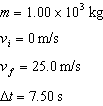 m = 1.00 × 10³ kg
vᵢ = 0 m/s
v_f = 25.0 m/s
Δt = 7.50 s